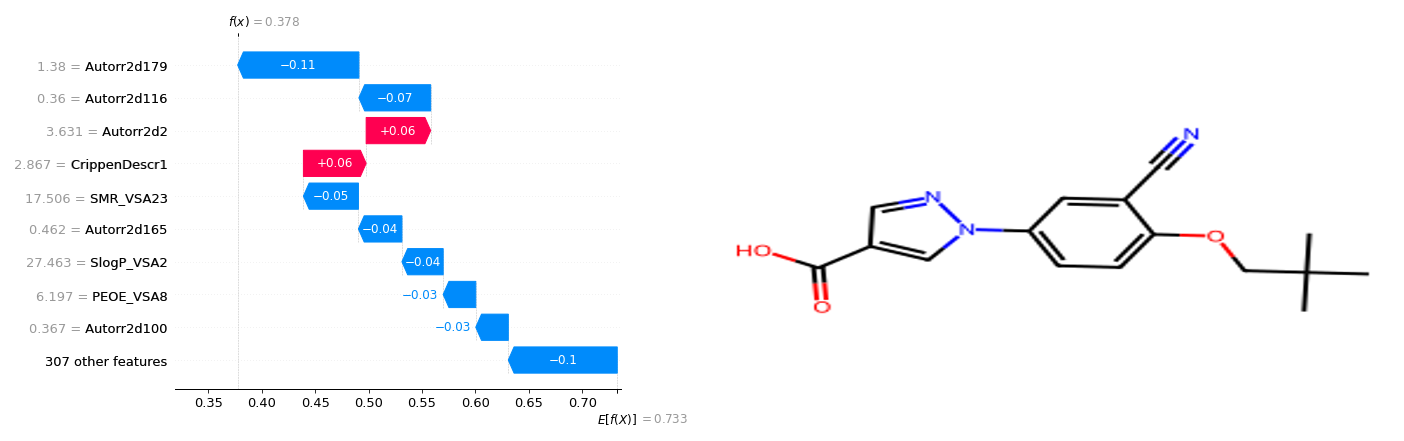 f(x) = 0.378
1.38 = Autorr2d179
−0.11
0.36 = Autorr2d116
−0.07
3.631 = Autorr2d2
+0.06
2.867 = CrippenDescr1
+0.06
17.506 = SMR_VSA23
−0.05
0.462 = Autorr2d165
−0.04
27.463 = SlogP_VSA2
−0.04
6.197 = PEOE_VSA8
−0.03
0.367 = Autorr2d100
−0.03
307 other features
−0.1
0.35 0.40 0.45 0.50 0.55 0.60 0.65 0.70
E[f(X)] = 0.733
N
N
N
HO
O
O